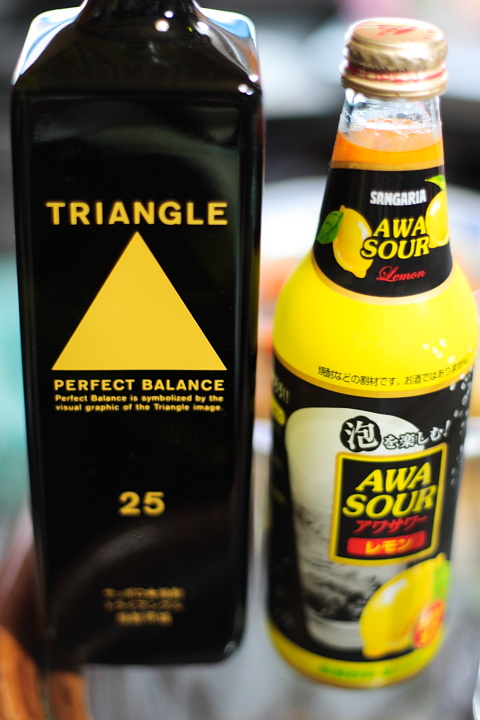 TRIANGLE
PERFECT BALANCE
Perfect Balance is symbolized by the
visual graphic of the Triangle image.
25
SANGARIA
AWA
SOUR
Lemon
焼酎などの割材です。お酒ではありま
泡を楽しむ!
AWA
SOUR
アワサワー
レモン